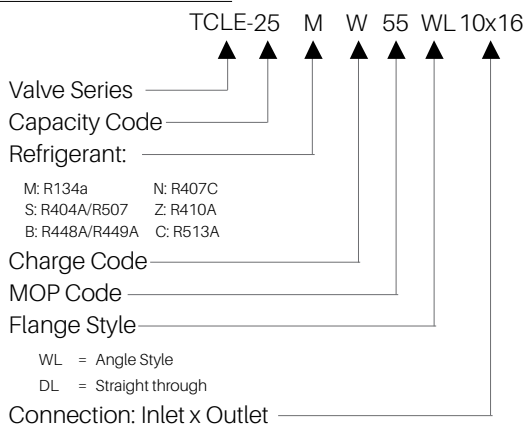 TCLE-25 M W 55 WL 10x16
Valve Series
Capacity Code
Refrigerant:
M: R134a N: R407C
S: R404A/R507 Z: R410A
B: R448A/R449A C: R513A
Charge Code
MOP Code
Flange Style
WL = Angle Style
DL = Straight through
Connection: Inlet x Outlet